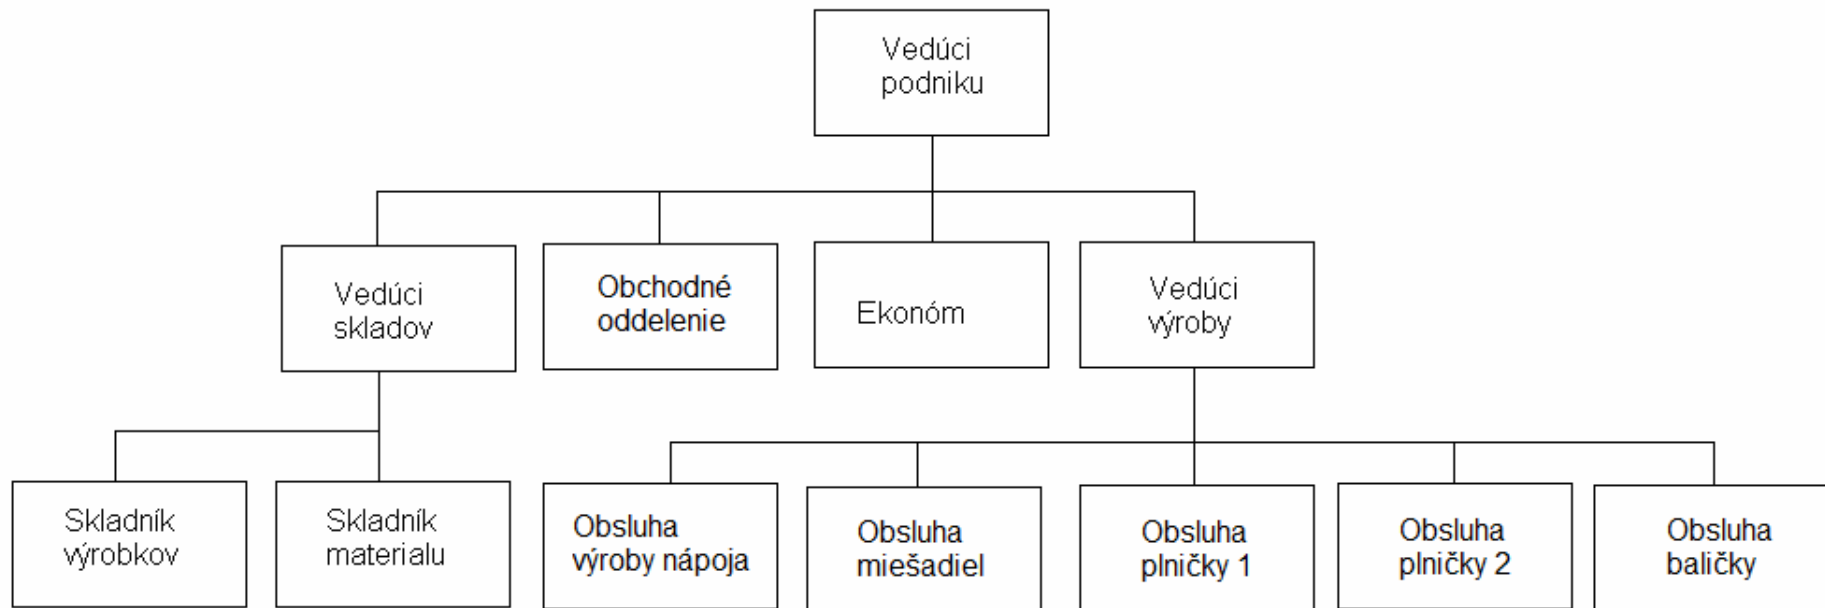 Vedúci
podniku
Vedúci
skladov
Obchodné
oddelenie
Ekonóm
Vedúci
výroby
Skladník
výrobkov
Skladník
materialu
Obsluha
výroby nápoja
Obsluha
miešadiel
Obsluha
plničky 1
Obsluha
plničky 2
Obsluha
baličky